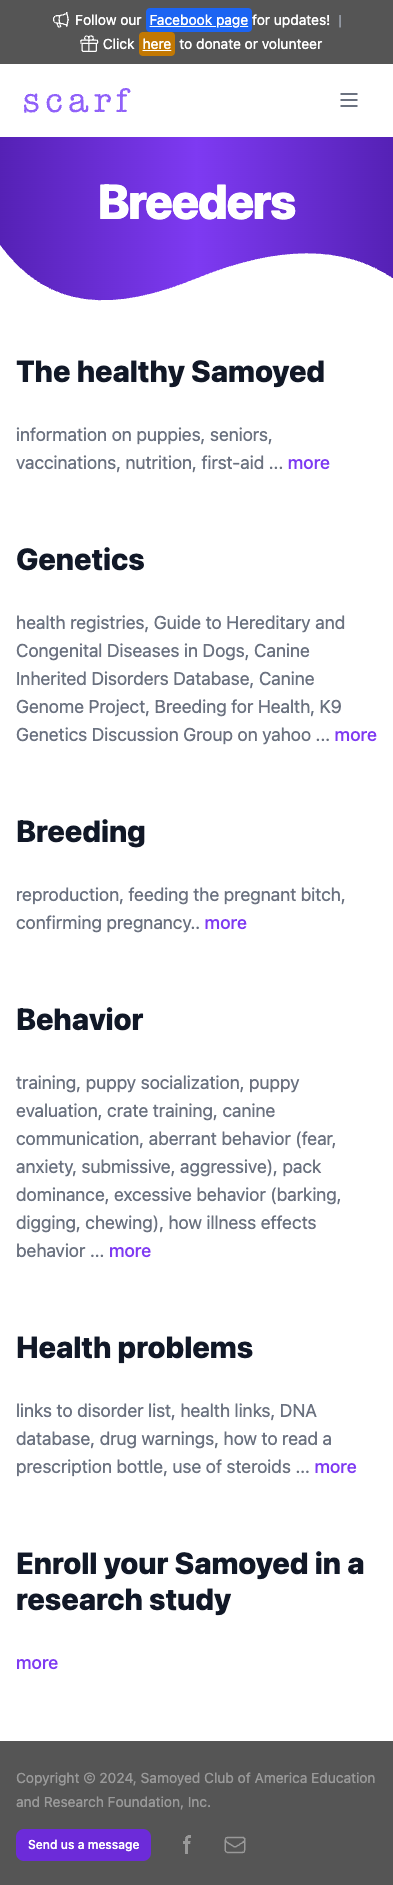 Follow our Facebook page for updates! |
Click here to donate or volunteer
scarf
Breeders
The healthy Samoyed
information on puppies, seniors,
vaccinations, nutrition, first-aid ... more
Genetics
health registries, Guide to Hereditary and
Congenital Diseases in Dogs, Canine
Inherited Disorders Database, Canine
Genome Project, Breeding for Health, K9
Genetics Discussion Group on yahoo ... more
Breeding
reproduction, feeding the pregnant bitch,
confirming pregnancy.. more
Behavior
training, puppy socialization, puppy
evaluation, crate training, canine
communication, aberrant behavior (fear,
anxiety, submissive, aggressive), pack
dominance, excessive behavior (barking,
digging, chewing), how illness effects
behavior ... more
Health problems
links to disorder list, health links, DNA
database, drug warnings, how to read a
prescription bottle, use of steroids ... more
Enroll your Samoyed in a
research study
more
Copyright © 2024, Samoyed Club of America Education
and Research Foundation, Inc.
Send us a message